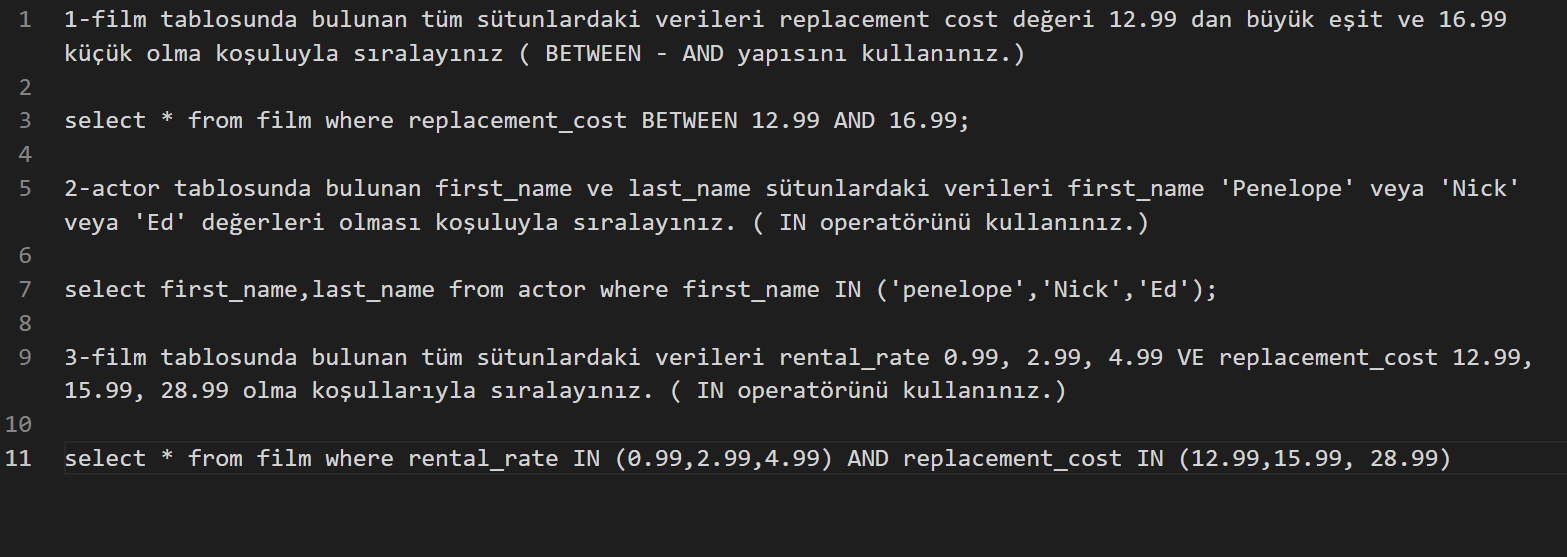 1 1-film tablosunda bulunan tüm sütunlardaki verileri replacement cost değeri 12.99 dan büyük eşit ve 16.99
küçük olma koşuluyla sıralayınız ( BETWEEN - AND yapısını kullanınız.)
2
3 select * from film where replacement_cost BETWEEN 12.99 AND 16.99;
4
5 2-actor tablosunda bulunan first_name ve last_name sütunlardaki verileri first_name 'Penelope' veya 'Nick'
veya 'Ed' değerleri olması koşuluyla sıralayınız. ( IN operatörünü kullanınız.)
6
7 select first_name,last_name from actor where first_name IN ('penelope','Nick','Ed');
8
9 3-film tablosunda bulunan tüm sütunlardaki verileri rental_rate 0.99, 2.99, 4.99 VE replacement_cost 12.99,
15.99, 28.99 olma koşullarıyla sıralayınız. ( IN operatörünü kullanınız.)
10
11 select * from film where rental_rate IN (0.99,2.99,4.99) AND replacement_cost IN (12.99,15.99, 28.99)